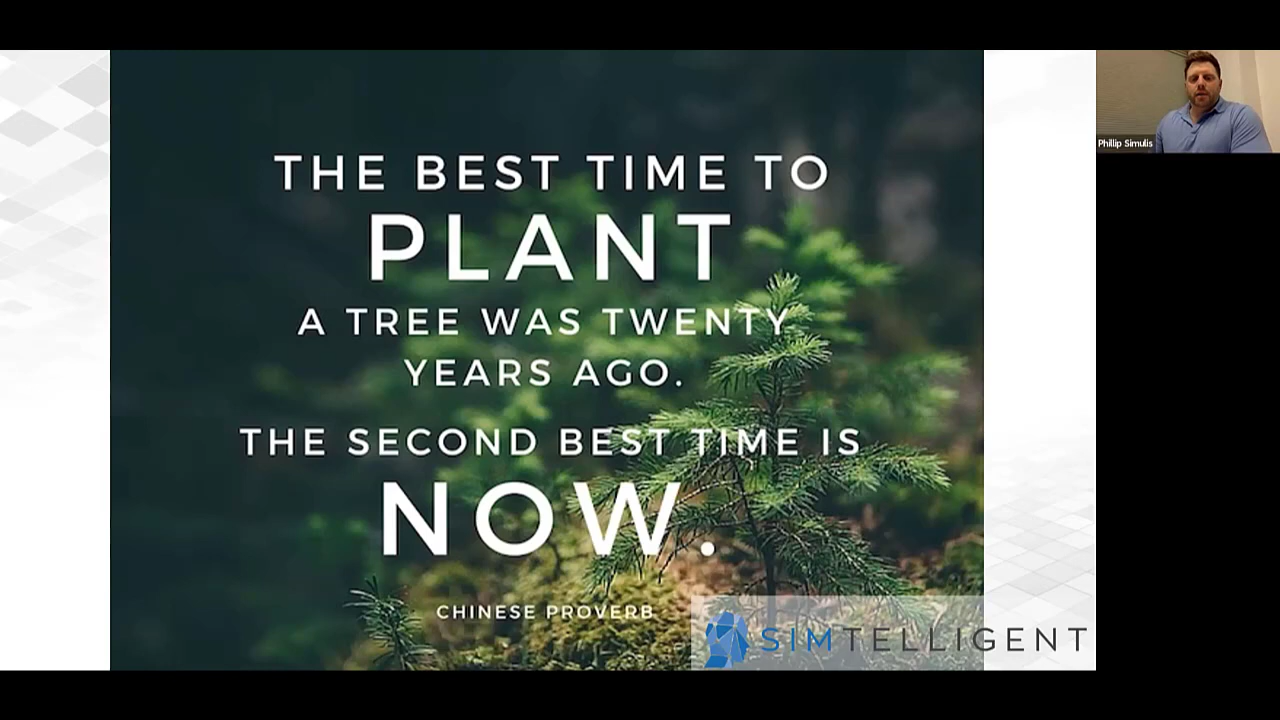 THE BEST TIME TO
PLANT
A TREE WAS TWENTY
YEARS AGO.
THE SECOND BEST TIME IS
NOW.
CHINESE PROVERB
SIMTELLIGENT
Phillip Simulis